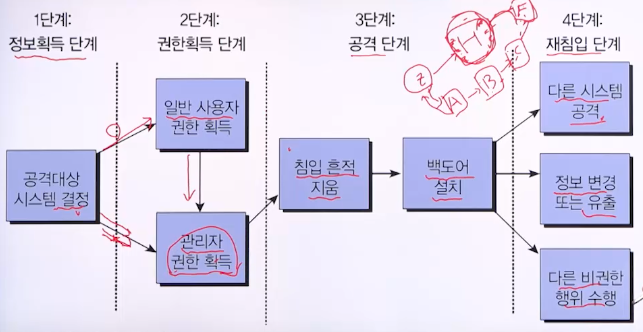 1단계:
정보획득 단계
2단계:
권한획득 단계
3단계:
공격 단계
4단계:
재침입 단계
공격대상
시스템 결정
일반 사용자
권한 획득
관리자
권한 획득
침입 흔적
지움
백도어
설치
다른 시스템
공격
정보 변경
또는 유출
다른 비권한
행위 수행
Z
A
B
C
F
H